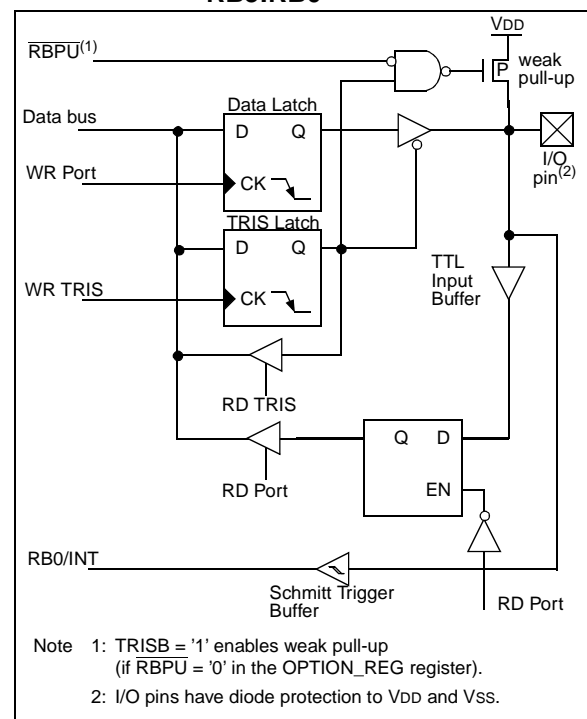 VDD
RBPU(1)
P
weak
pull-up
Data Latch
Data bus
D
Q
I/O
pin(2)
WR Port
CK
TRIS Latch
D
Q
TTL
Input
Buffer
WR TRIS
CK
RD TRIS
Q
D
RD Port
EN
RB0/INT
Schmitt Trigger
Buffer
RD Port
Note 1: TRISB = '1' enables weak pull-up
(if RBPU = '0' in the OPTION_REG register).
2: I/O pins have diode protection to VDD and VSS.